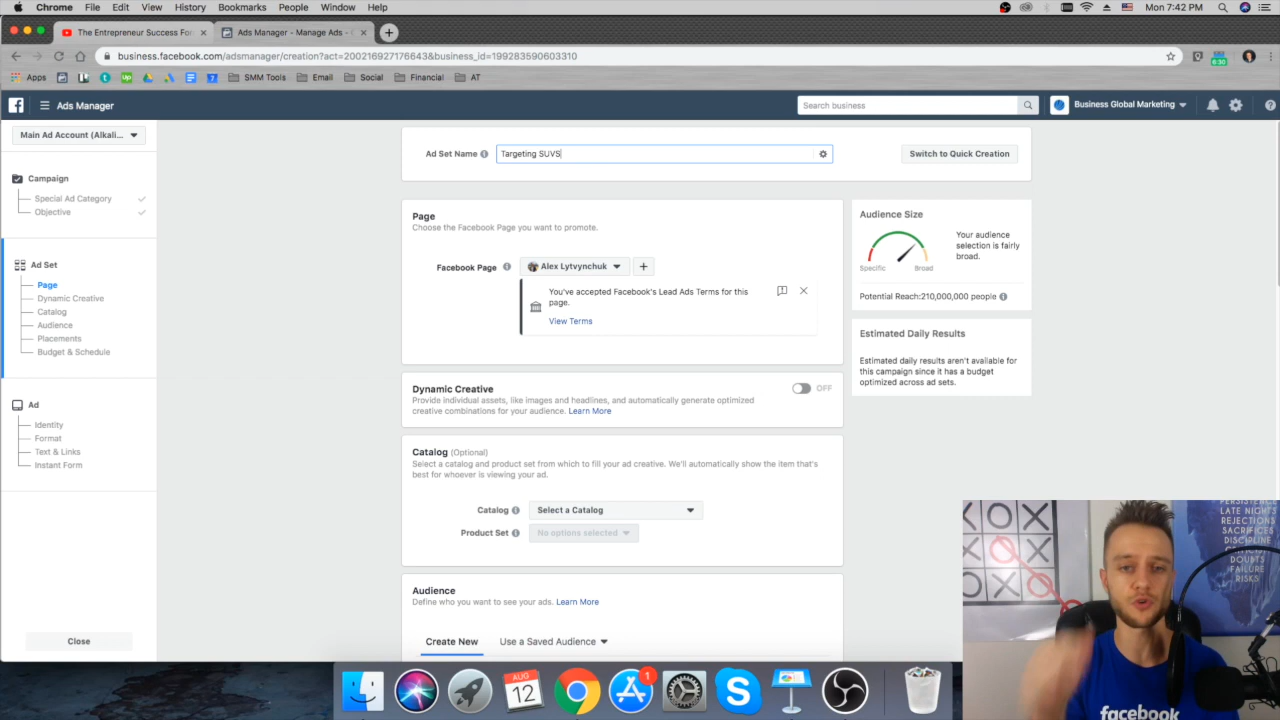 Chrome File Edit View History Bookmarks People Window Help Mon 7:42 PM
The Entrepreneur Success For Ads Manager - Manage Ads -
business.facebook.com/adsmanager/creation?act=200216927176643&business_id=199283590603310
6:30
Apps Up 7 SMM Tools Email Social Financial AT
Ads Manager
Search business
Business Global Marketing
Main Ad Account (Alkali...
Campaign
Special Ad Category
Objective
Ad Set
Page
Dynamic Creative
Catalog
Audience
Placements
Budget & Schedule
Ad
Identity
Format
Text & Links
Instant Form
Close
Ad Set Name
Targeting SUVS
Switch to Quick Creation
Page
Choose the Facebook Page you want to promote.
Facebook Page
Alex Lytvynchuk
You've accepted Facebook's Lead Ads Terms for this
page.
View Terms
Dynamic Creative
OFF
Provide individual assets, like images and headlines, and automatically generate optimized
creative combinations for your audience. Learn More
Catalog (Optional)
Select a catalog and product set from which to fill your ad creative. We'll automatically show the item that's
best for whoever is viewing your ad.
Catalog
Select a Catalog
Product Set
No options selected
Audience
Define who you want to see your ads. Learn More
Create New
Use a Saved Audience
Audience Size
Specific
Broad
Your audience
selection is fairly
broad.
Potential Reach:210,000,000 people
Estimated Daily Results
Estimated daily results aren't available for
this campaign since it has a budget
optimized across ad sets.
PERSISTENCE
LATE NIGHTS
REJECTIONS
SACRIFICES
DISCIPLINE
DOUBTS
FAILURE
RISKS
facebook
AUG
12
1